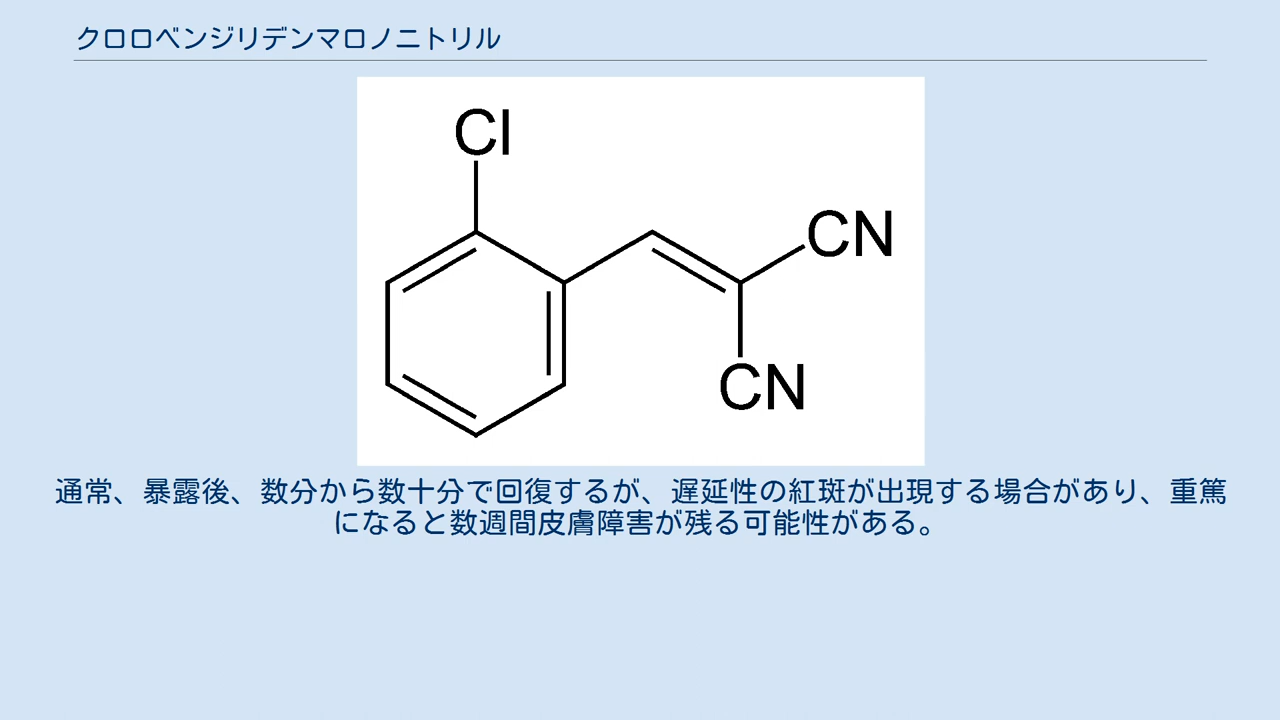 クロロベンジリデンマロノニトリル
Cl
CN
CN
通常、暴露後、数分から数十分で回復するが、遅延性の紅斑が出現する場合があり、重篤
になると数週間皮膚障害が残る可能性がある。